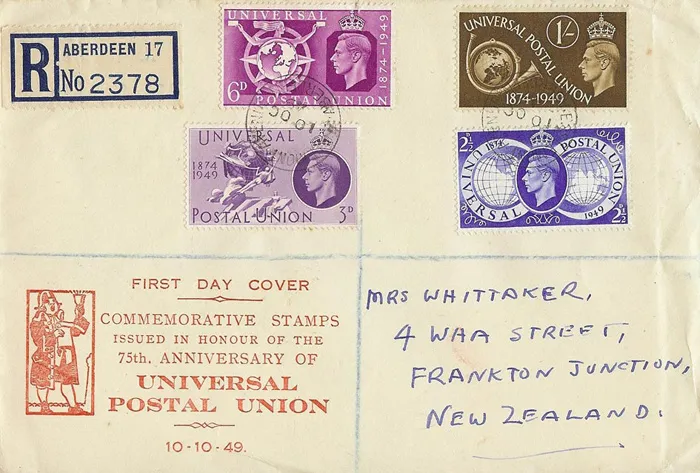 R
ABERDEEN 17
No 2378
UNIVERSAL
6D
POSTAL UNION
1874-1949
UNIVERSAL POSTAL UNION
1/-
1874-1949
UNIVERSAL
1874
1949
POSTAL UNION
3D
2½D
UNIVERSAL
1874
POSTAL UNION
1949
2½D
FIRST DAY COVER
COMMEMORATIVE STAMPS
ISSUED IN HONOUR OF THE
75th. ANNIVERSARY OF
UNIVERSAL
POSTAL UNION
10-10-49.
MRS WHITTAKER,
4 WAA STREET,
FRANKTON JUNCTION,
NEW ZEALAND.